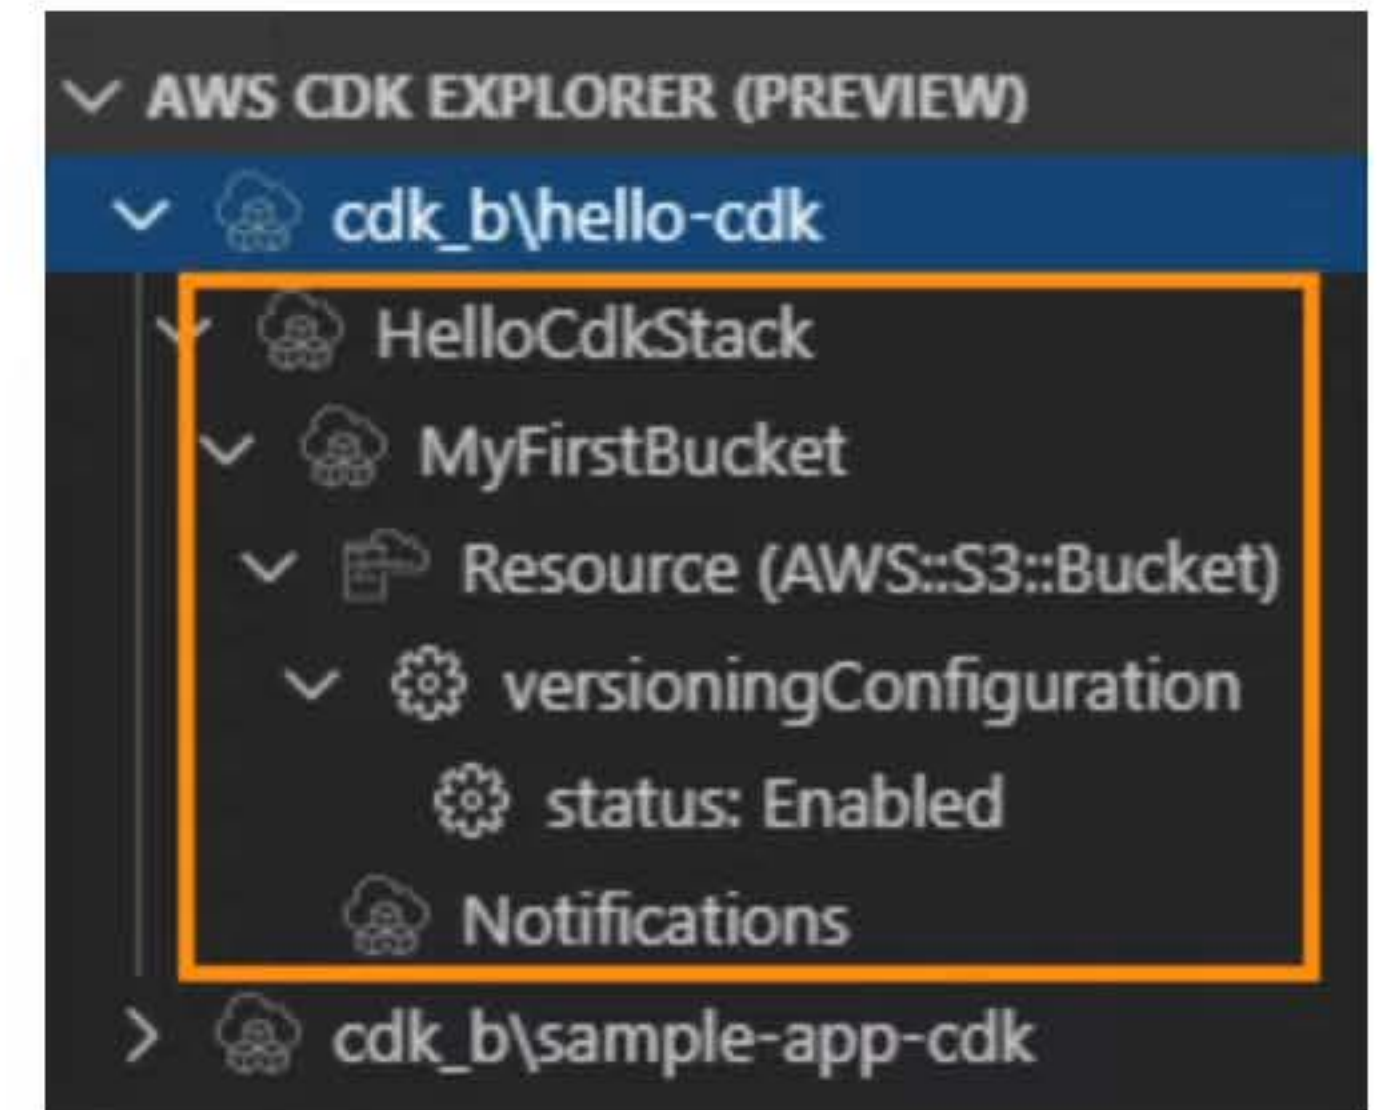 AWS CDK EXPLORER (PREVIEW)
cdk_b\hello-cdk
HelloCdkStack
MyFirstBucket
Resource (AWS::S3::Bucket)
versioningConfiguration
status: Enabled
Notifications
cdk_b\sample-app-cdk